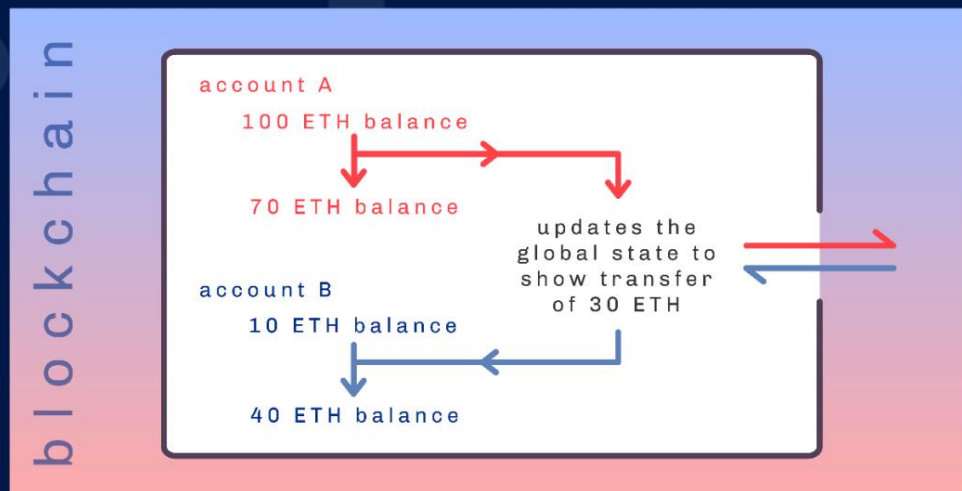 blockchain
account A
100 ETH balance
70 ETH balance
updates the
global state to
show transfer
of 30 ETH
account B
10 ETH balance
40 ETH balance